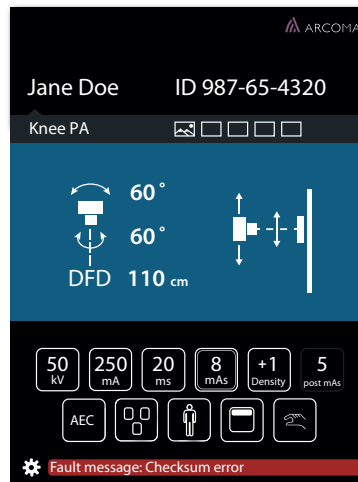 ARCOMA
Jane Doe ID 987-65-4320
Knee PA
60°
60°
DFD 110 cm
50 250 20 8 +1 5
kV mA ms mAs Density post mAs
AEC
Fault message: Checksum error